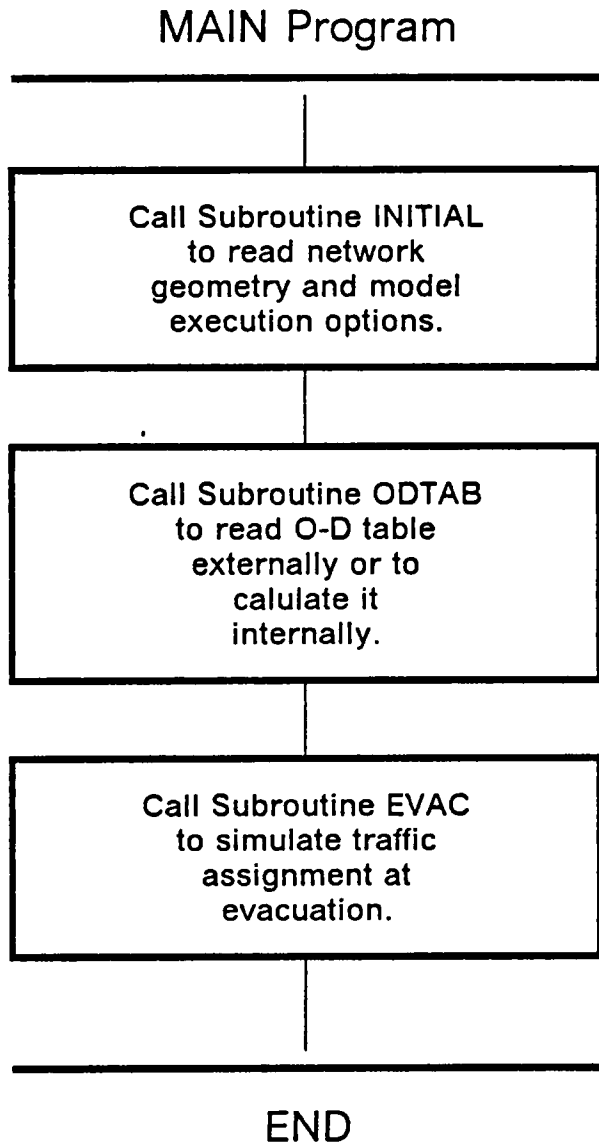 MAIN Program
Call Subroutine INITIAL
to read network
geometry and model
execution options.
Call Subroutine ODTAB
to read O-D table
externally or to
calulate it
internally.
Call Subroutine EVAC
to simulate traffic
assignment at
evacuation.
END